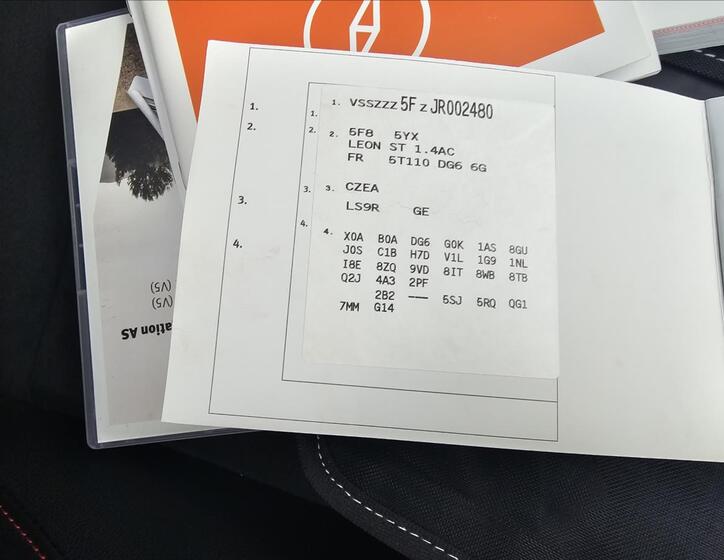 1.
2.
3.
4.
1.
2.
3.
4.
1. VSSZZZ 5F Z JR002480
2. 5F8 5YX
LEON ST 1.4AC
FR 5T110 DG6 6G
3. CZEA
LS9R GE
4.
X0A B0A DG6 G0K 1AS 8GU
J0S C1B H7D V1L 1G9 1NL
I8E 8ZQ 9VD 8IT 8WB 8TB
Q2J 4A3 2PF
2B2 --- 5SJ 5RQ QG1
7MM G14
(V5)
(V5)
ation AS